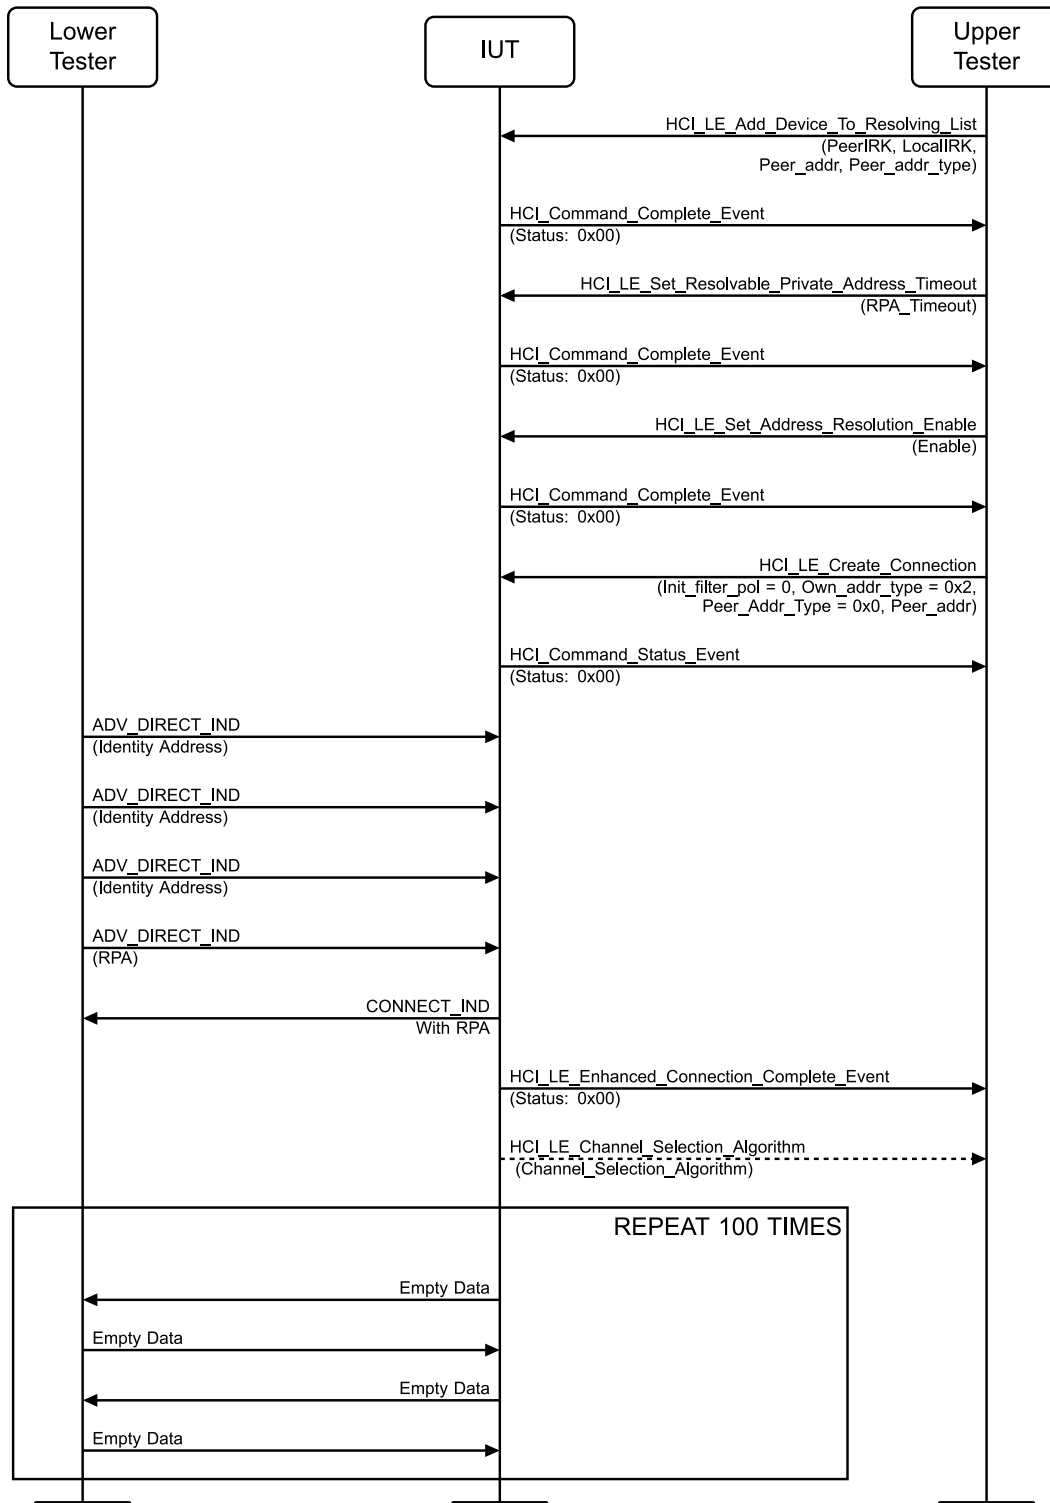 Lower
Tester
IUT
Upper
Tester
HCI_LE_Add_Device_To_Resolving_List
(PeerIRK, LocalIRK,
Peer_addr, Peer_addr_type)
HCI_Command_Complete_Event
(Status: 0x00)
HCI_LE_Set_Resolvable_Private_Address_Timeout
(RPA_Timeout)
HCI_Command_Complete_Event
(Status: 0x00)
HCI_LE_Set_Address_Resolution_Enable
(Enable)
HCI_Command_Complete_Event
(Status: 0x00)
HCI_LE_Create_Connection
(Init_filter_pol = 0, Own_addr_type = 0x2,
Peer_Addr_Type = 0x0, Peer_addr)
HCI_Command_Status_Event
(Status: 0x00)
ADV_DIRECT_IND
(Identity Address)
ADV_DIRECT_IND
(Identity Address)
ADV_DIRECT_IND
(Identity Address)
ADV_DIRECT_IND
(RPA)
CONNECT_IND
With RPA
HCI_LE_Enhanced_Connection_Complete_Event
(Status: 0x00)
HCI_LE_Channel_Selection_Algorithm
(Channel_Selection_Algorithm)
REPEAT 100 TIMES
Empty Data
Empty Data
Empty Data
Empty Data